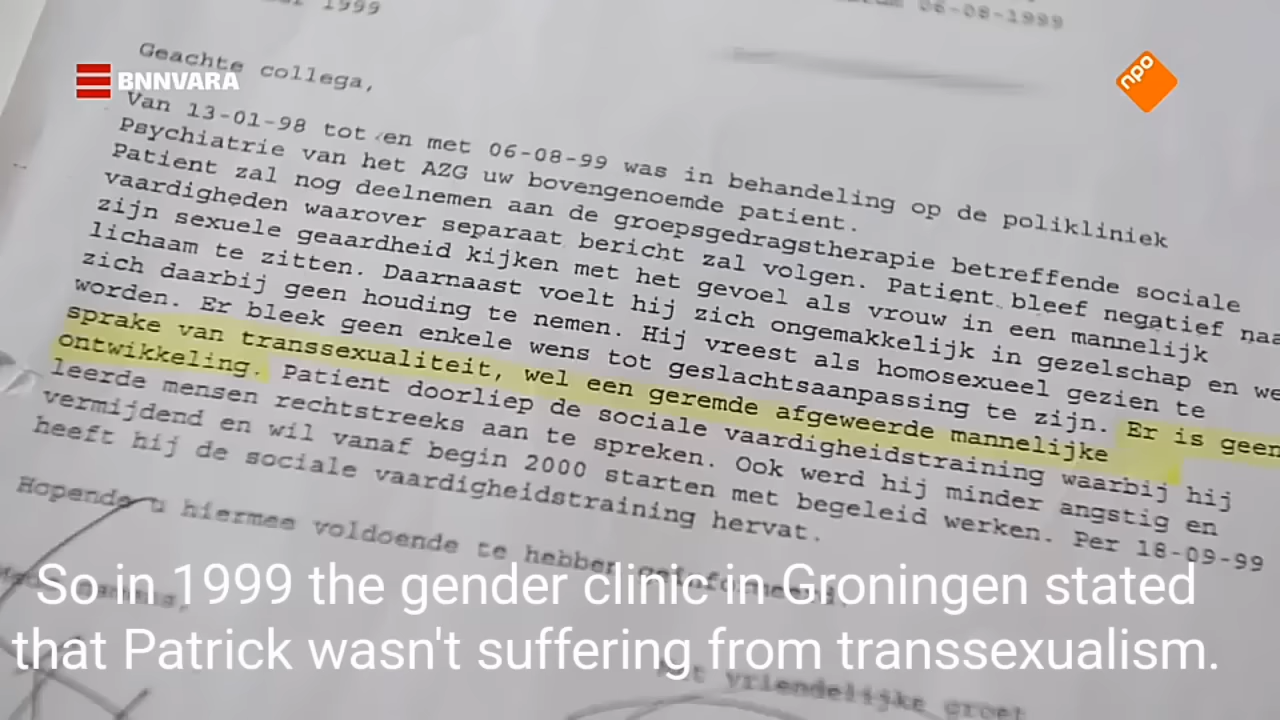 1999
06-08-1999
Geachte collega,
BNNVARA
npo
Van 13-01-98 tot en met 06-08-99 was in behandeling op de polikliniek
Psychiatrie van het AZG uw bovengenoemde patient.
Patient zal nog deelnemen aan de groepsgedragstherapie betreffende sociale
vaardigheden waarover separaat bericht zal volgen. Patient bleef negatief naa
zijn sexuele geaardheid kijken met het gevoel als vrouw in een mannelijk
lichaam te zitten. Daarnaast voelt hij zich ongemakkelijk in gezelschap en we
zich daarbij geen houding te nemen. Hij vreest als homosexueel gezien te
worden. Er bleek geen enkele wens tot geslachtsaanpassing te zijn. Er is geen
sprake van transsexualiteit, wel een geremde afgeweerde mannelijke
ontwikkeling. Patient doorliep de sociale vaardigheidstraining waarbij hij
leerde mensen rechtstreeks aan te spreken. Ook werd hij minder angstig en
vermijdend en wil vanaf begin 2000 starten met begeleid werken. Per 18-09-99
heeft hij de sociale vaardigheidstraining hervat.
Hopende u hiermee voldoende te hebben geïnformeerd.
So in 1999 the gender clinic in Groningen stated
that Patrick wasn't suffering from transsexualism.
vriendelijke groet